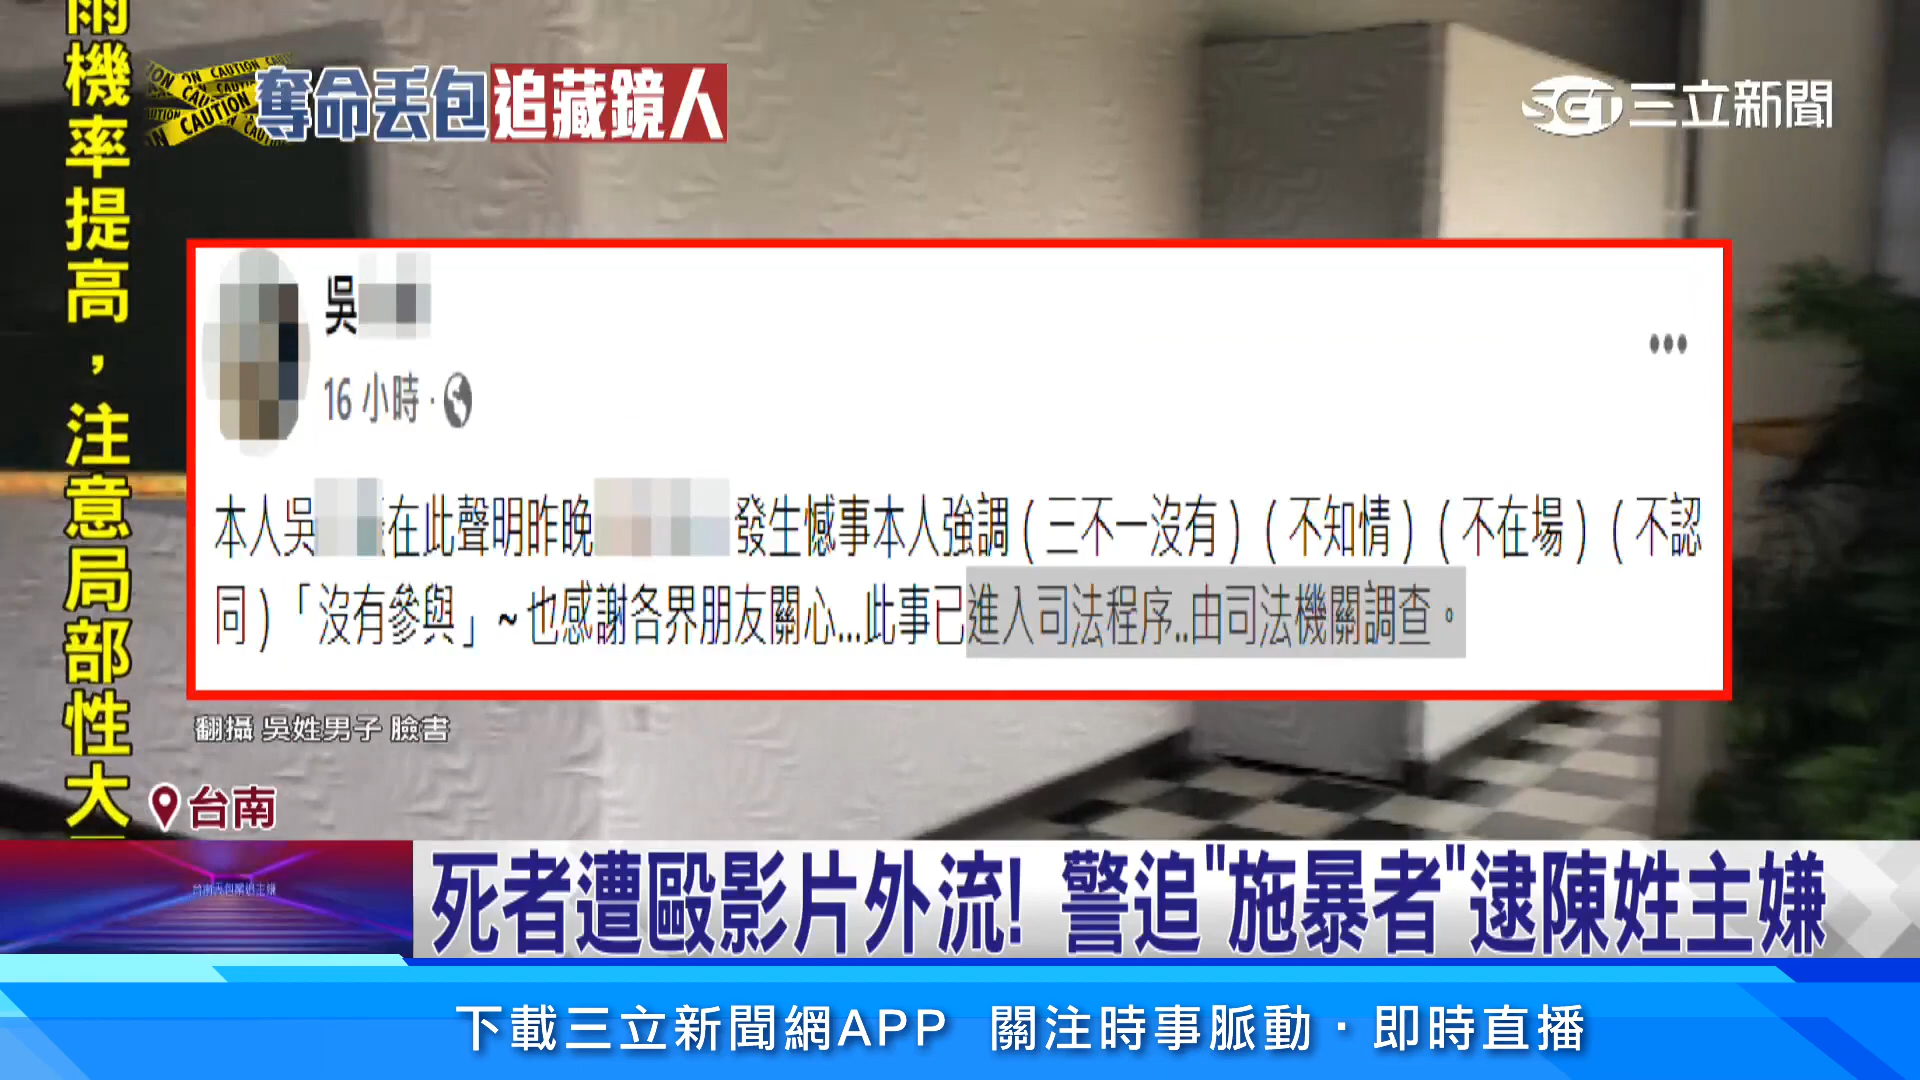 雨機率提高，注意局部性大
CAUTION CAUTION
奪命丟包追藏鏡人
SET三立新聞
吳
16 小時
本人吳 在此聲明昨晚 發生憾事本人強調（三不一沒有）（不知情）（不在場）（不認
同）「沒有參與」~也感謝各界朋友關心...此事已進入司法程序..由司法機關調查。
翻攝 吳姓男子 臉書
台南
死者遭毆影片外流! 警追"施暴者"逮陳姓主嫌
下載三立新聞網APP 關注時事脈動・即時直播